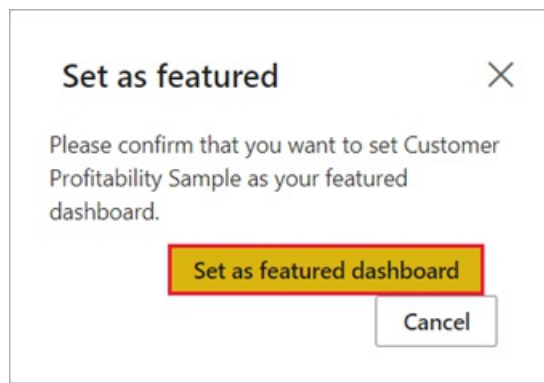 Set as featured
Please confirm that you want to set Customer
Profitability Sample as your featured
dashboard.
Set as featured dashboard
Cancel